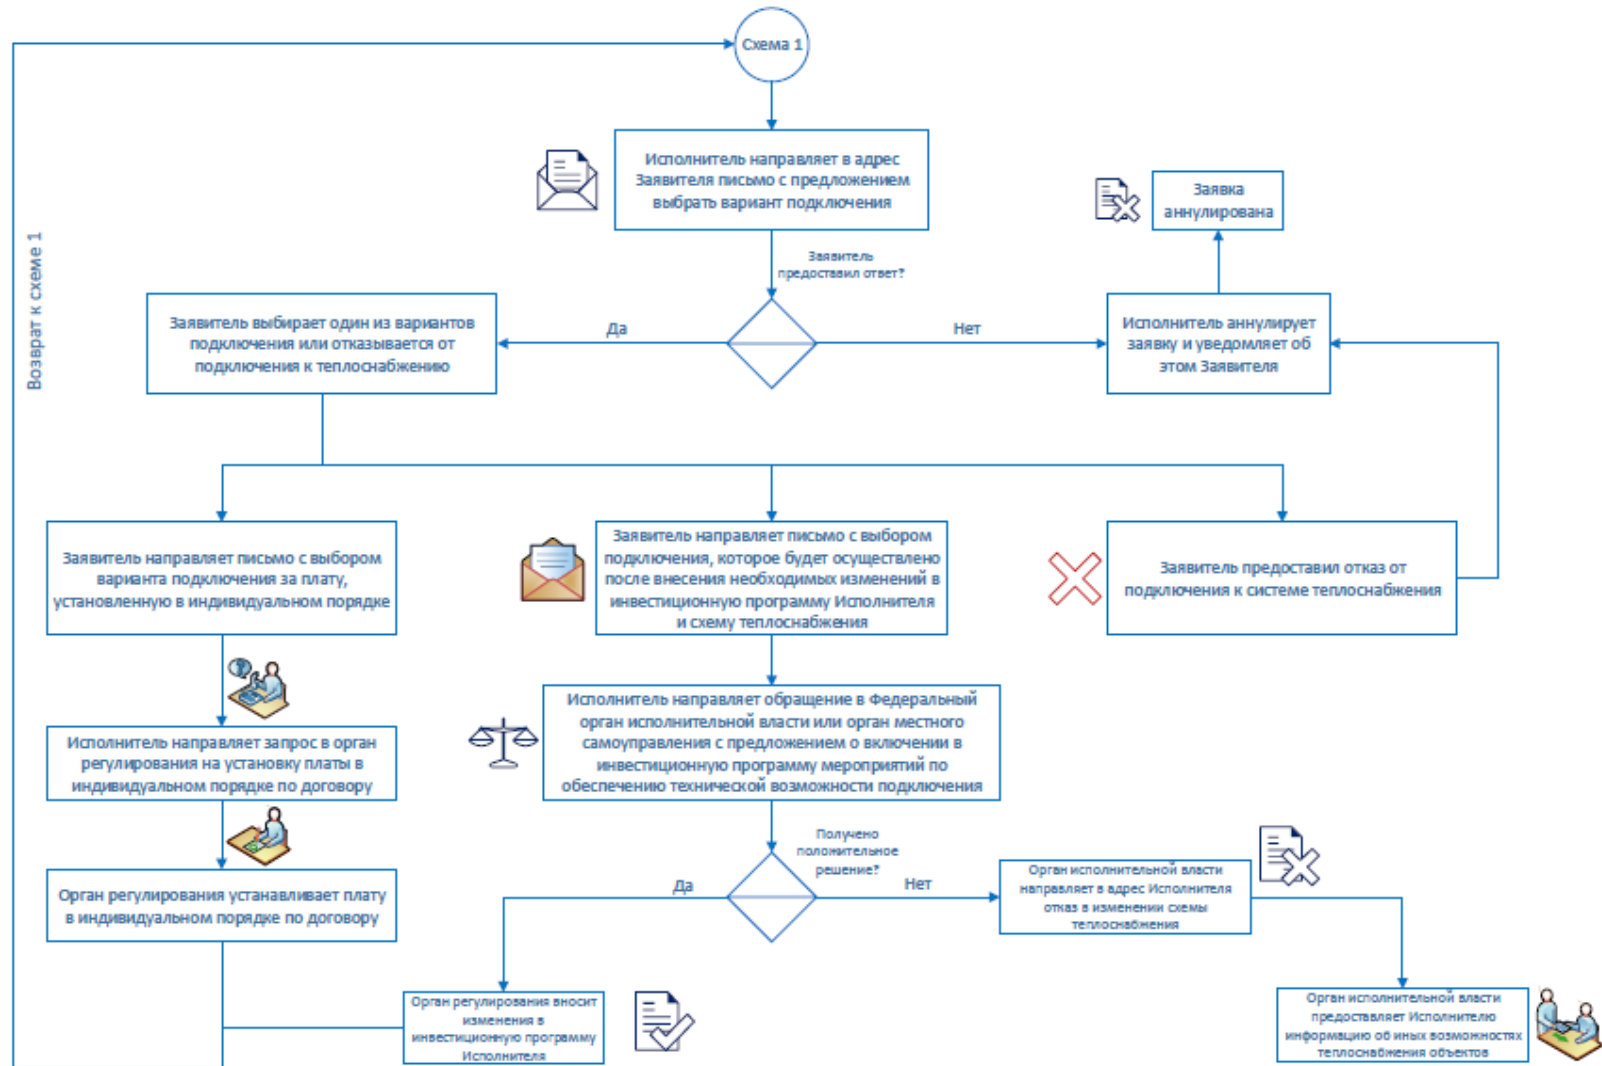 Схема 1
Исполнитель направляет в адрес
Заявителя письмо с предложением
выбрать вариант подключения
Заявка
аннулирована
Возврат к схеме 1
Заявитель
предоставил ответ?
Заявитель выбирает один из вариантов
подключения или отказывается от
подключения к теплоснабжению
Да
Нет
Исполнитель аннулирует
заявку и уведомляет об
этом Заявителя
Заявитель направляет письмо с выбором
варианта подключения за плату,
установленную в индивидуальном порядке
Заявитель направляет письмо с выбором
подключения, которое будет осуществлено
после внесения необходимых изменений в
инвестиционную программу Исполнителя
и схему теплоснабжения
Заявитель предоставил отказ от
подключения к системе теплоснабжения
Исполнитель направляет запрос в орган
регулирования на установку платы в
индивидуальном порядке по договору
Исполнитель направляет обращение в Федеральный
орган исполнительной власти или орган местного
самоуправления с предложением о включении в
инвестиционную программу мероприятий по
обеспечению технической возможности подключения
Орган регулирования устанавливает плату
в индивидуальном порядке по договору
Получено
положительное
решение?
Да
Нет
Орган исполнительной власти
направляет в адрес Исполнителя
отказ в изменении схемы
теплоснабжения
Орган регулирования вносит
изменения в
инвестиционную программу
Исполнителя
Орган исполнительной власти
предоставляет Исполнителю
информацию об иных возможностях
теплоснабжения объектов